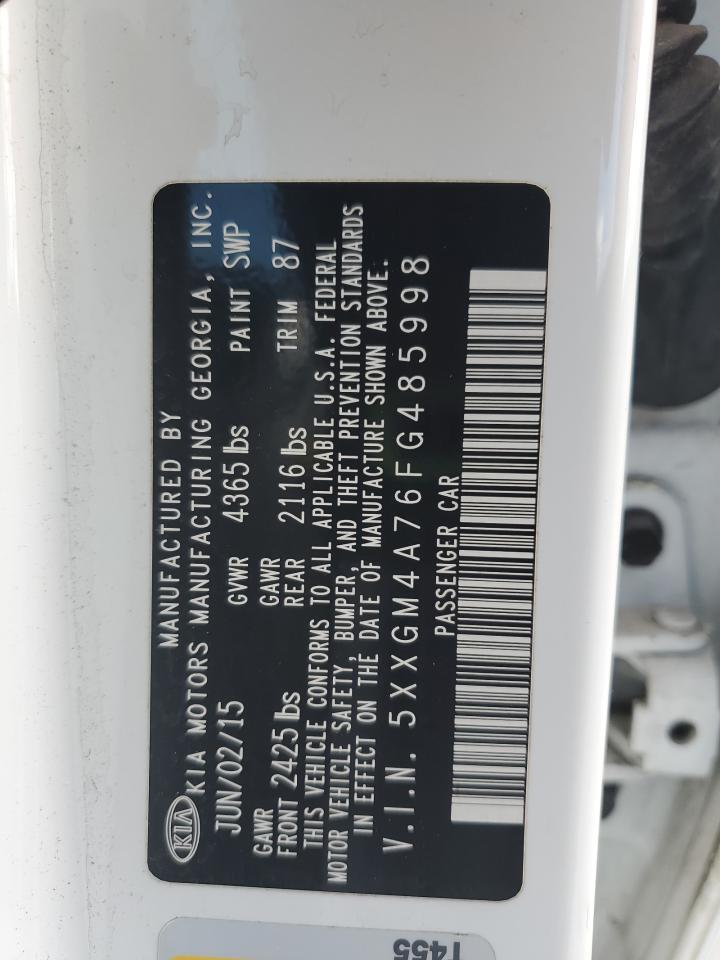 KIA
MANUFACTURED BY
KIA MOTORS MANUFACTURING GEORGIA, INC.
JUN/02/15 GVWR 4365 lbs PAINT SWP
GAWR GAWR
FRONT 2425 lbs REAR 2116 lbs TRIM 87
THIS VEHICLE CONFORMS TO ALL APPLICABLE U.S.A. FEDERAL
MOTOR VEHICLE SAFETY, BUMPER, AND THEFT PREVENTION STANDARDS
IN EFFECT ON THE DATE OF MANUFACTURE SHOWN ABOVE.
V.I.N. 5XXGM4A76FG485998
PASSENGER CAR
T455